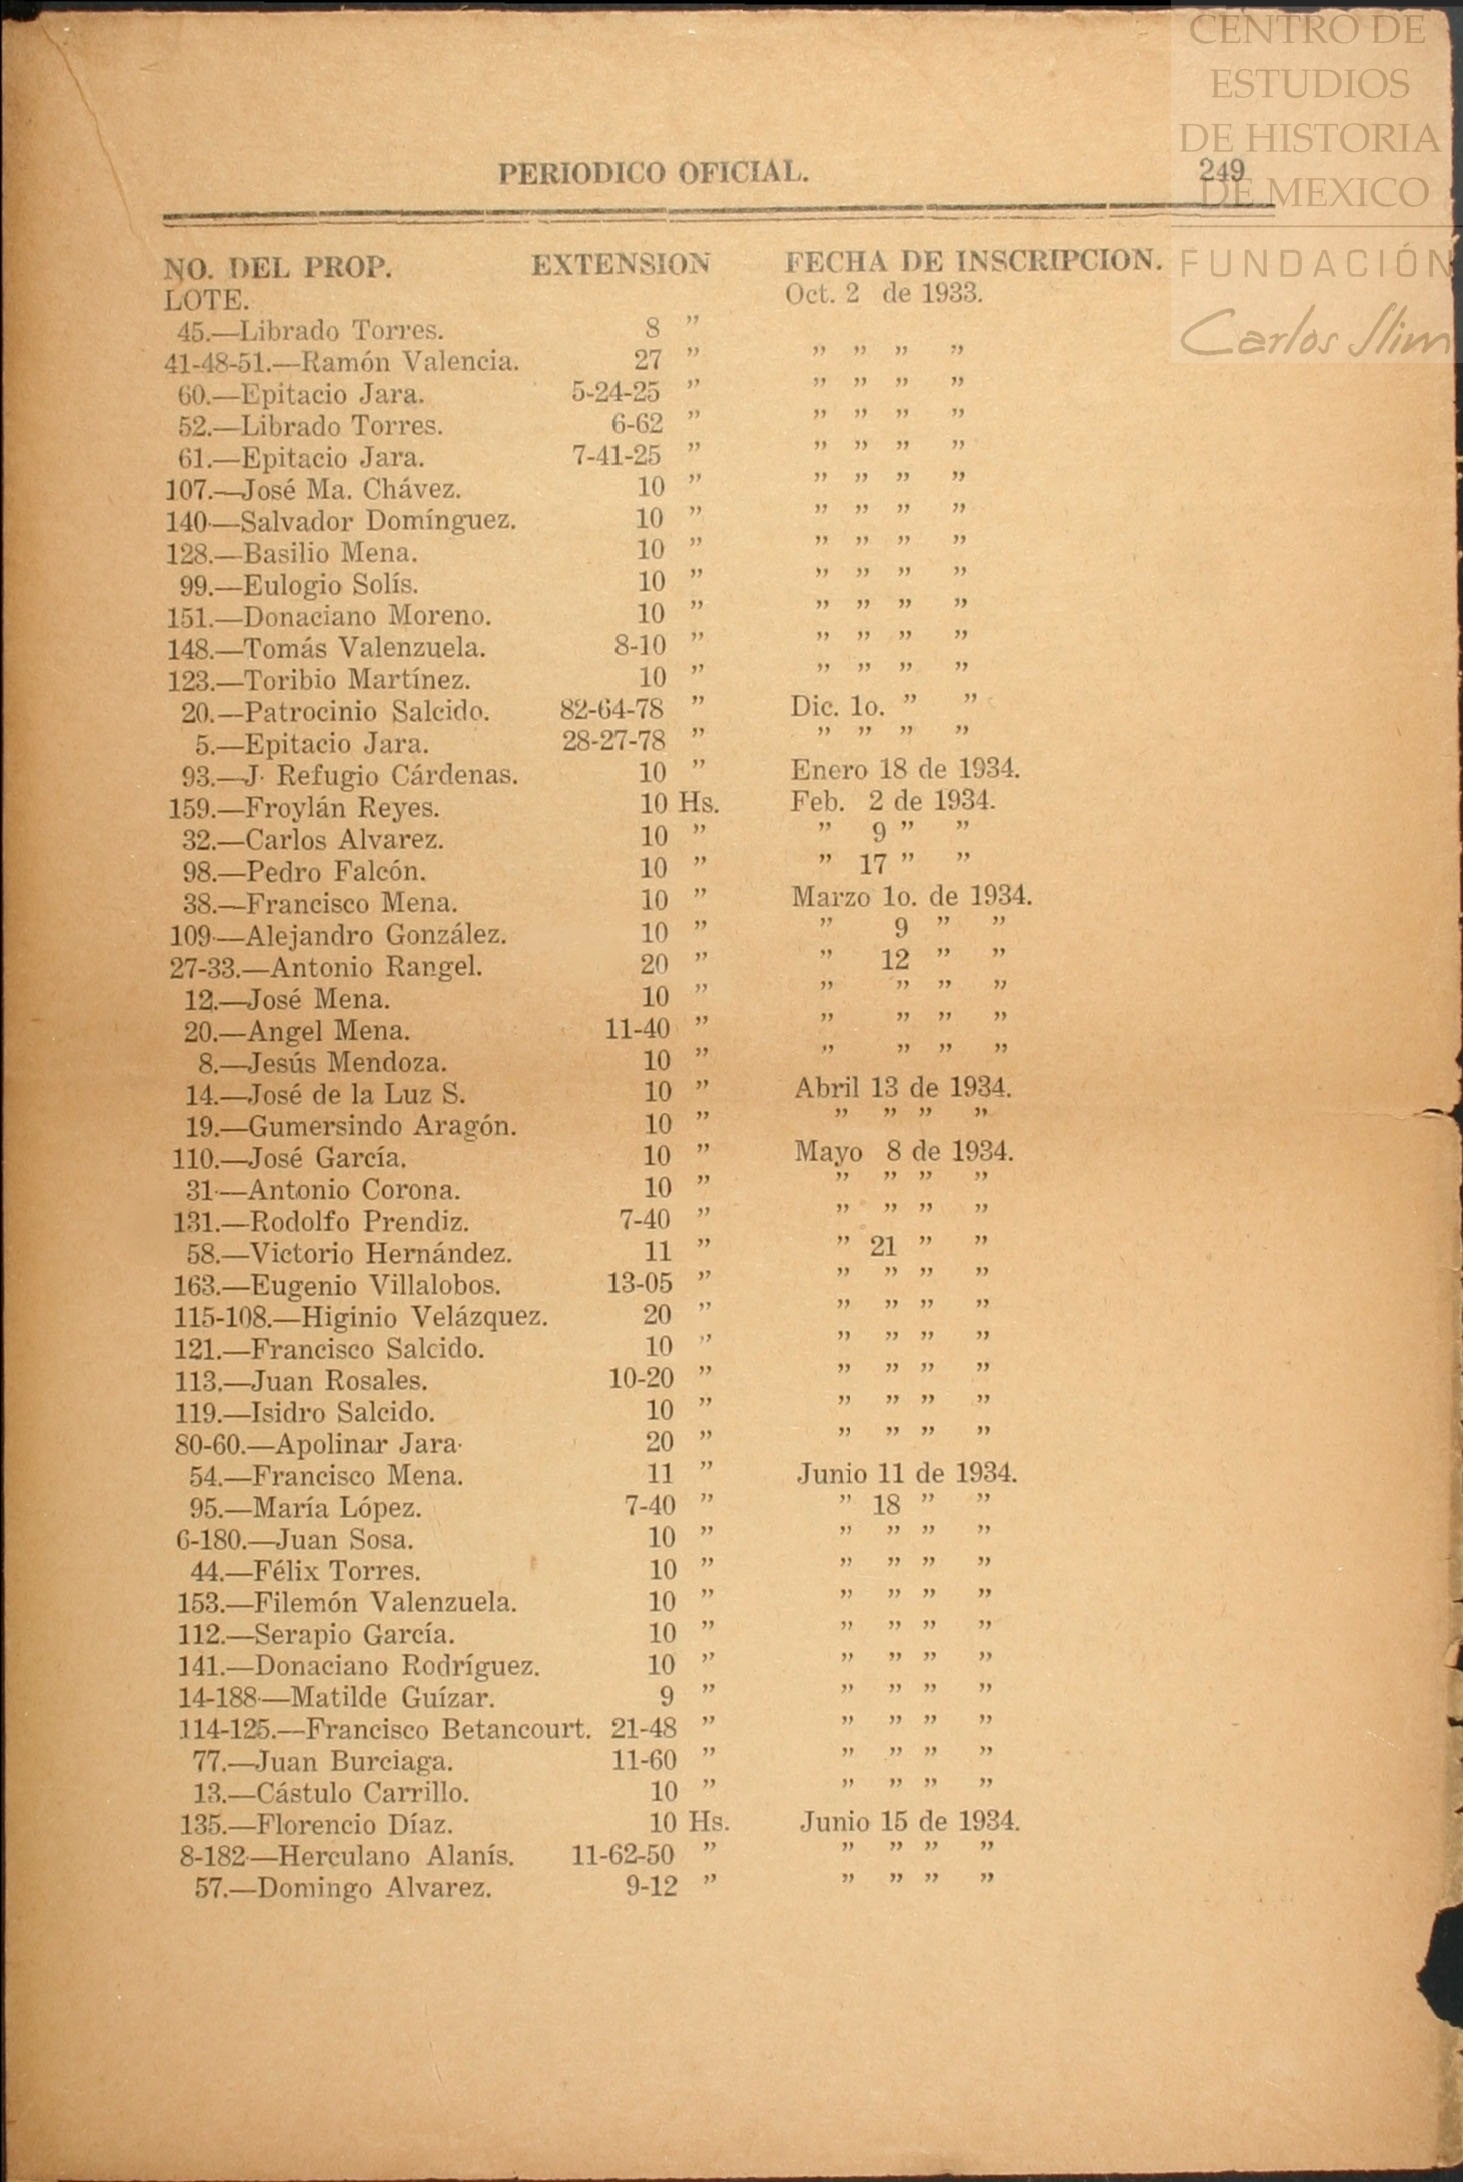 CENTRO DE
ESTUDIOS
DE HISTORIA
DE MEXICO
FUNDACIÓN
Carlos Slim
PERIODICO OFICIAL. 249
NO. DEL PROP. EXTENSION FECHA DE INSCRIPCION.
LOTE. Oct. 2 de 1933.
45.—Librado Torres. 8 ”
41-48-51.—Ramón Valencia. 27 ” ” ” ” ”
60.—Epitacio Jara. 5-24-25 ” ” ” ” ”
52.—Librado Torres. 6-62 ” ” ” ” ”
61.—Epitacio Jara. 7-41-25 ” ” ” ” ”
107.—José Ma. Chávez. 10 ” ” ” ” ”
140·—Salvador Domínguez. 10 ” ” ” ” ”
128.—Basilio Mena. 10 ” ” ” ” ”
99.—Eulogio Solís. 10 ” ” ” ” ”
151.—Donaciano Moreno. 10 ” ” ” ” ”
148.—Tomás Valenzuela. 8-10 ” ” ” ” ”
123.—Toribio Martínez. 10 ” ” ” ” ”
20.—Patrocinio Salcido. 82-64-78 ” Dic. 1o. ” ”
5.—Epitacio Jara. 28-27-78 ” ” ” ” ”
93.—J· Refugio Cárdenas. 10 ” Enero 18 de 1934.
159.—Froylán Reyes. 10 Hs. Feb. 2 de 1934.
32.—Carlos Alvarez. 10 ” ” 9 ” ”
98.—Pedro Falcón. 10 ” ” 17 ” ”
38.—Francisco Mena. 10 ” Marzo 1o. de 1934.
109·—Alejandro González. 10 ” ” 9 ” ”
27-33.—Antonio Rangel. 20 ” ” 12 ” ”
12.—José Mena. 10 ” ” ” ” ”
20.—Angel Mena. 11-40 ” ” ” ” ”
8.—Jesús Mendoza. 10 ” ” ” ” ”
14.—José de la Luz S. 10 ” Abril 13 de 1934.
19.—Gumersindo Aragón. 10 ” ” ” ” ”
110.—José García. 10 ” Mayo 8 de 1934.
31·—Antonio Corona. 10 ” ” ” ” ”
131.—Rodolfo Prendiz. 7-40 ” ” ” ” ”
58.—Victorio Hernández. 11 ” ” 21 ” ”
163.—Eugenio Villalobos. 13-05 ” ” ” ” ”
115-108.—Higinio Velázquez. 20 ” ” ” ” ”
121.—Francisco Salcido. 10 ” ” ” ” ”
113.—Juan Rosales. 10-20 ” ” ” ” ”
119.—Isidro Salcido. 10 ” ” ” ” ”
80-60.—Apolinar Jara· 20 ” ” ” ” ”
54.—Francisco Mena. 11 ” Junio 11 de 1934.
95.—María López. 7-40 ” ” 18 ” ”
6-180.—Juan Sosa. 10 ” ” ” ” ”
44.—Félix Torres. 10 ” ” ” ” ”
153.—Filemón Valenzuela. 10 ” ” ” ” ”
112.—Serapio García. 10 ” ” ” ” ”
141.—Donaciano Rodríguez. 10 ” ” ” ” ”
14-188·—Matilde Guízar. 9 ” ” ” ” ”
114-125.—Francisco Betancourt. 21-48 ” ” ” ” ”
77.—Juan Burciaga. 11-60 ” ” ” ” ”
13.—Cástulo Carrillo. 10 ” ” ” ” ”
135.—Florencio Díaz. 10 Hs. Junio 15 de 1934.
8-182·—Herculano Alanís. 11-62-50 ” ” ” ” ”
57.—Domingo Alvarez. 9-12 ” ” ” ” ”